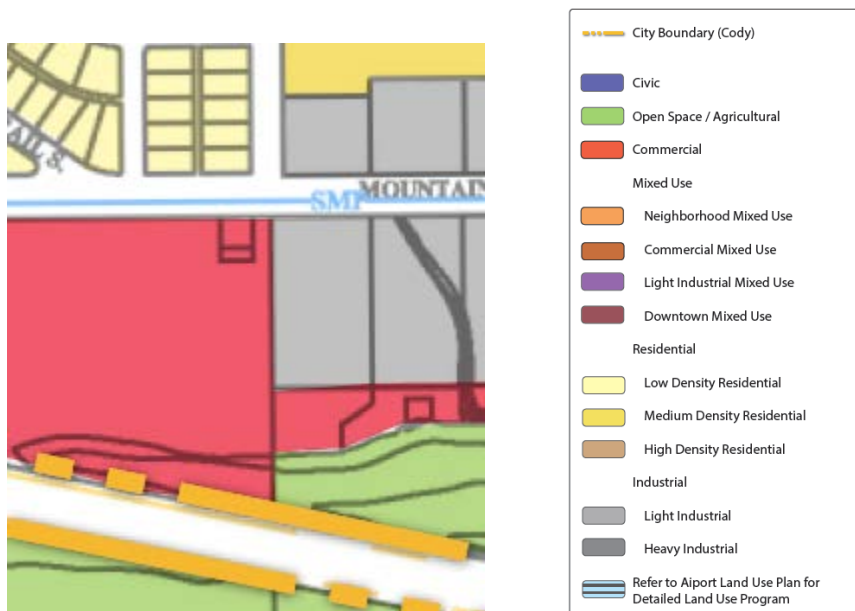 AIL S.
SMP
MOUNTAIN
City Boundary (Cody)
Civic
Open Space / Agricultural
Commercial
Mixed Use
Neighborhood Mixed Use
Commercial Mixed Use
Light Industrial Mixed Use
Downtown Mixed Use
Residential
Low Density Residential
Medium Density Residential
High Density Residential
Industrial
Light Industrial
Heavy Industrial
Refer to Aiport Land Use Plan for
Detailed Land Use Program